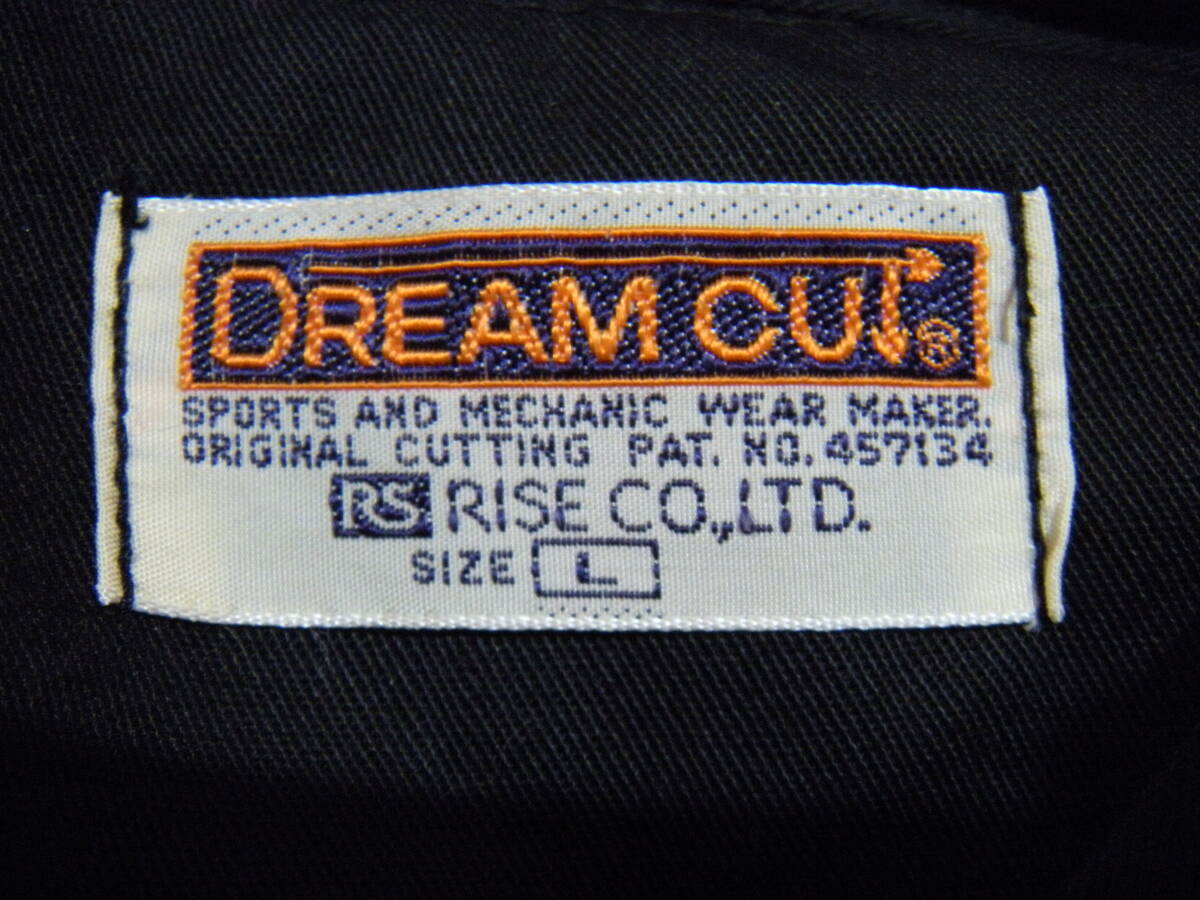 DREAM CUT®
SPORTS AND MECHANIC WEAR MAKER.
ORIGINAL CUTTING PAT. NO. 457134
RS RISE CO.,LTD.
SIZE L